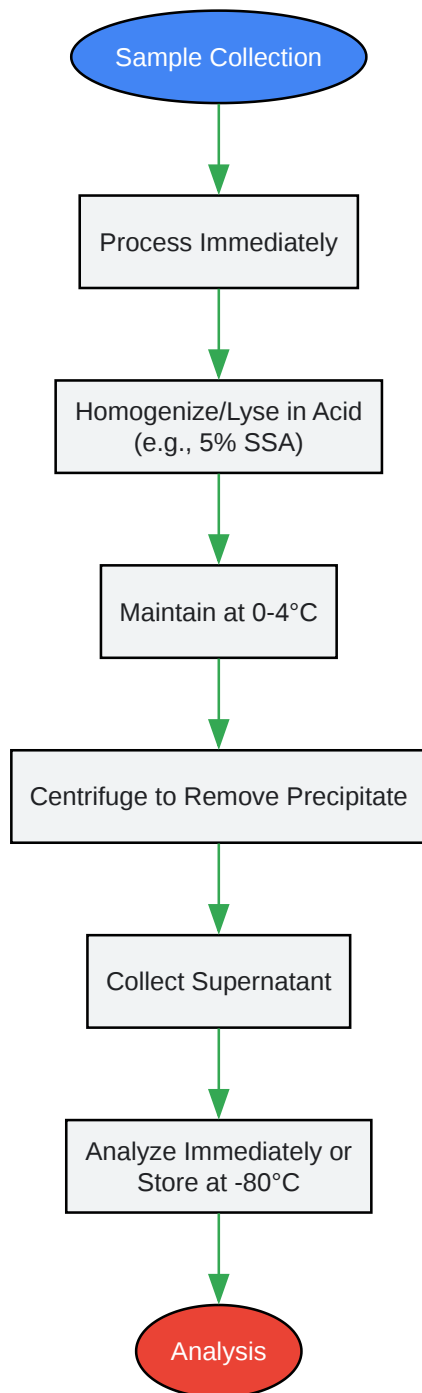 Sample Collection
Process Immediately
Homogenize/Lyse in Acid
(e.g., 5% SSA)
Maintain at 0-4°C
Centrifuge to Remove Precipitate
Collect Supernatant
Analyze Immediately or
Store at -80°C
Analysis